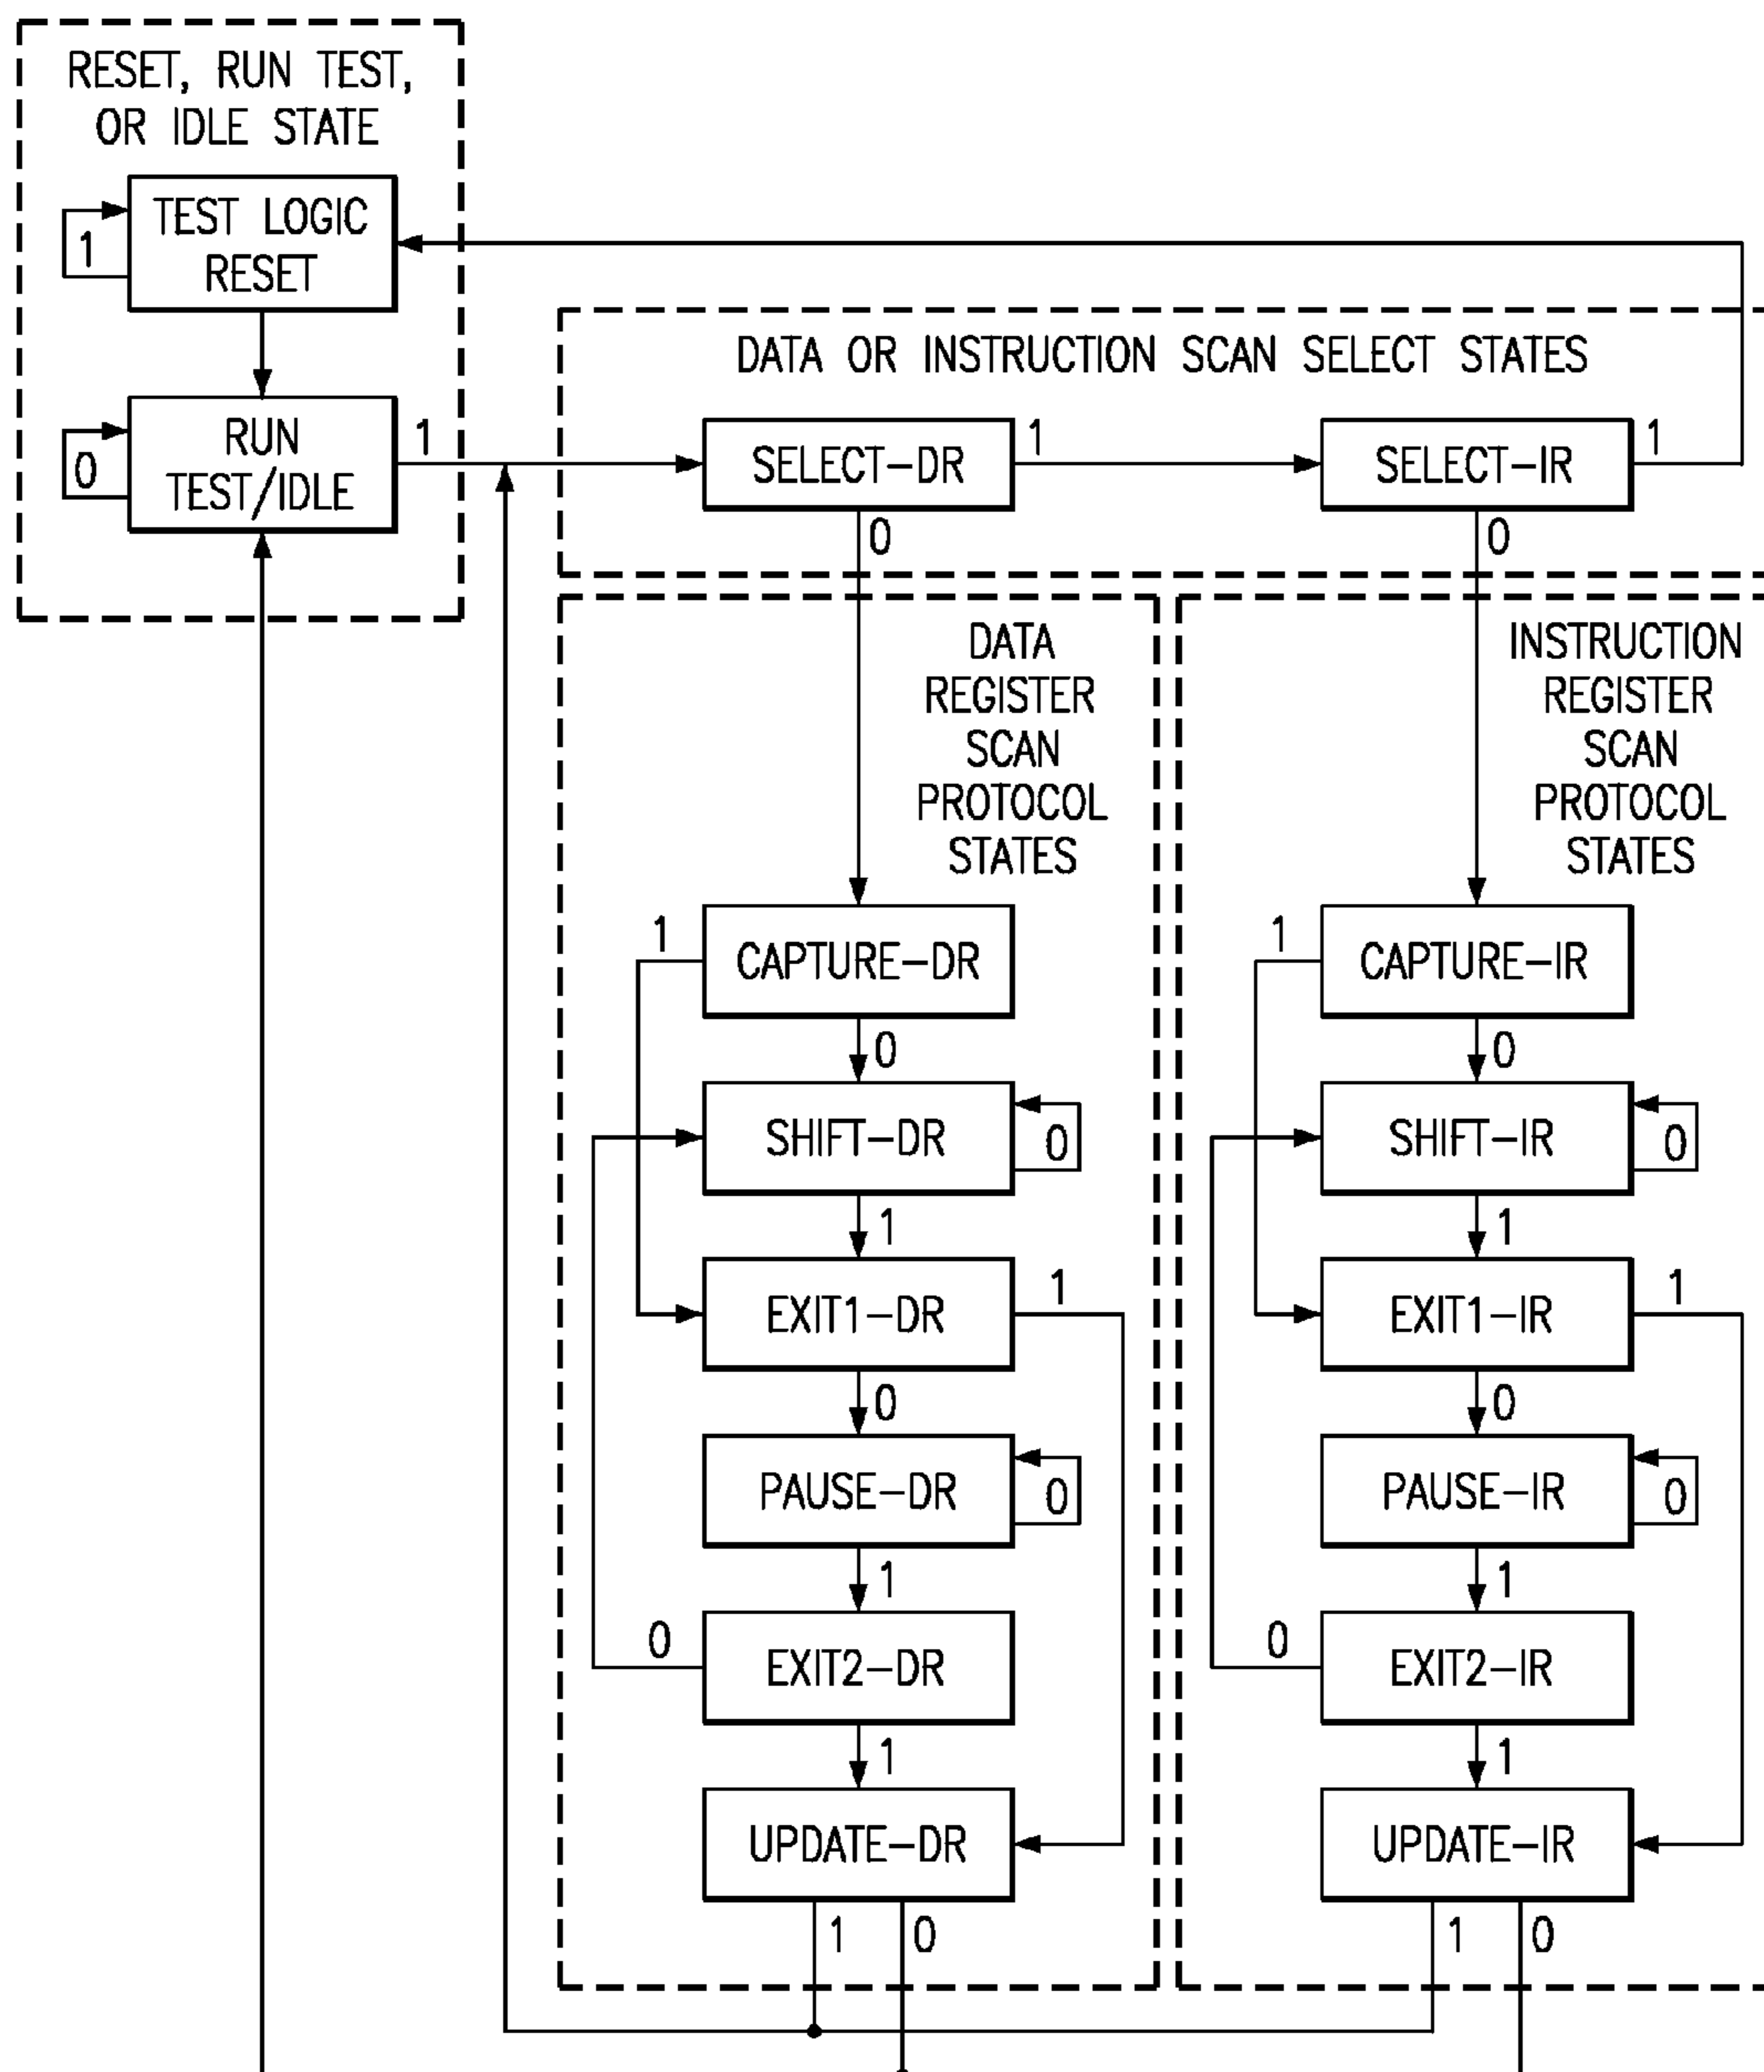 RESET, RUN TEST,
OR IDLE STATE
TEST LOGIC
RESET
1
RUN
TEST/IDLE
0
1
DATA OR INSTRUCTION SCAN SELECT STATES
SELECT-DR
1
SELECT-IR
1
0
0
DATA
REGISTER
SCAN
PROTOCOL
STATES
1
CAPTURE-DR
0
SHIFT-DR
0
1
EXIT1-DR
1
0
PAUSE-DR
0
1
0
EXIT2-DR
1
UPDATE-DR
1
0
INSTRUCTION
REGISTER
SCAN
PROTOCOL
STATES
1
CAPTURE-IR
0
SHIFT-IR
0
1
EXIT1-IR
1
0
PAUSE-IR
0
1
0
EXIT2-IR
1
UPDATE-IR
1
0